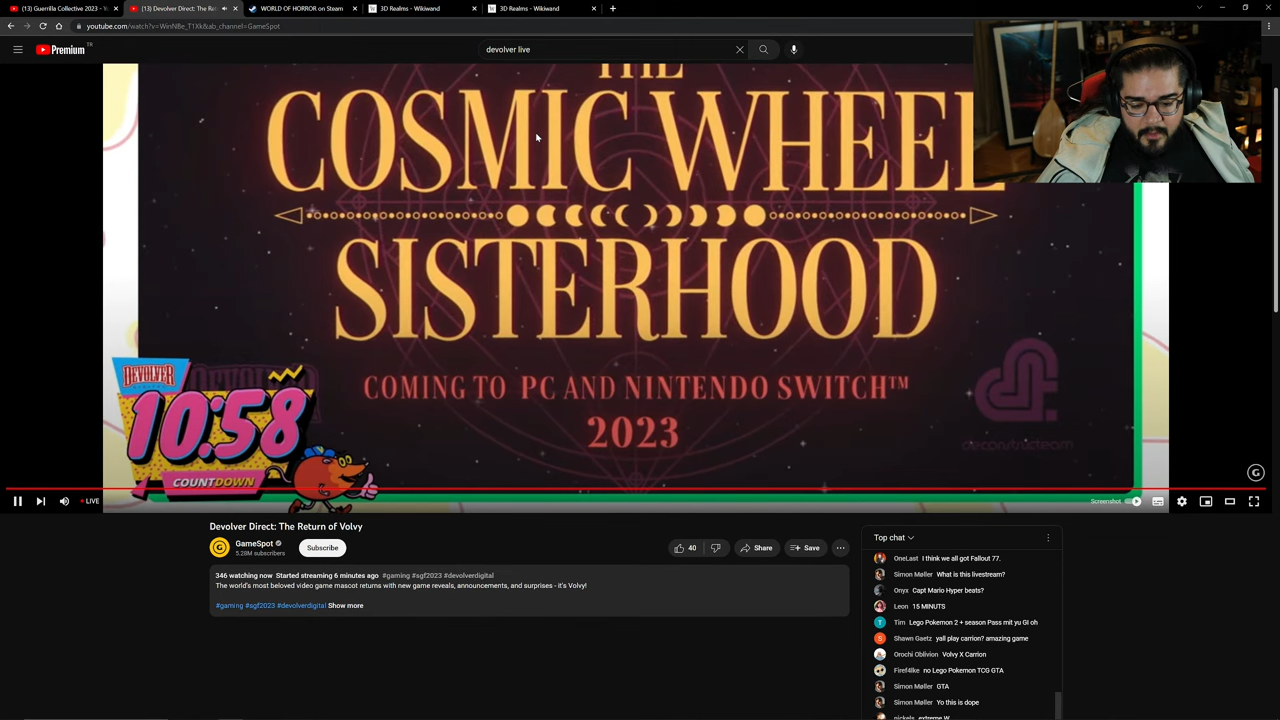 (13) Guerrilla Collective 2023 - Yo
(13) Devolver Direct: The Ret
WORLD OF HORROR on Steam
3D Realms - Wikiwand
3D Realms - Wikiwand
youtube.com/watch?v=WinNBe_T1Xk&ab_channel=GameSpot
Premium TR
devolver live
THE
COSMIC WHEEL
SISTERHOOD
COMING TO PC AND NINTENDO SWITCH™
2023
deconstructeam
DEVOLVER
DIGITAL
10:58
COUNTDOWN
LIVE
Screenshot
Devolver Direct: The Return of Volvy
GameSpot
5.28M subscribers
Subscribe
40
Share
Save
346 watching now Started streaming 6 minutes ago #gaming #sgf2023 #devolverdigital
The world's most beloved video game mascot returns with new game reveals, announcements, and surprises - it's Volvy!
#gaming #sgf2023 #devolverdigital Show more
Top chat
OneLast I think we all got Fallout 77.
Simon Møller What is this livestream?
Onyx Capt Mario Hyper beats?
Leon 15 MINUTS
T Tim Lego Pokemon 2 + season Pass mit yu GI oh
S Shawn Gaetz yall play carrion? amazing game
Orochi Oblivion Volvy X Carrion
Firef4lke no Lego Pokemon TCG GTA
Simon Møller GTA
Simon Møller Yo this is dope
nickels extreme W